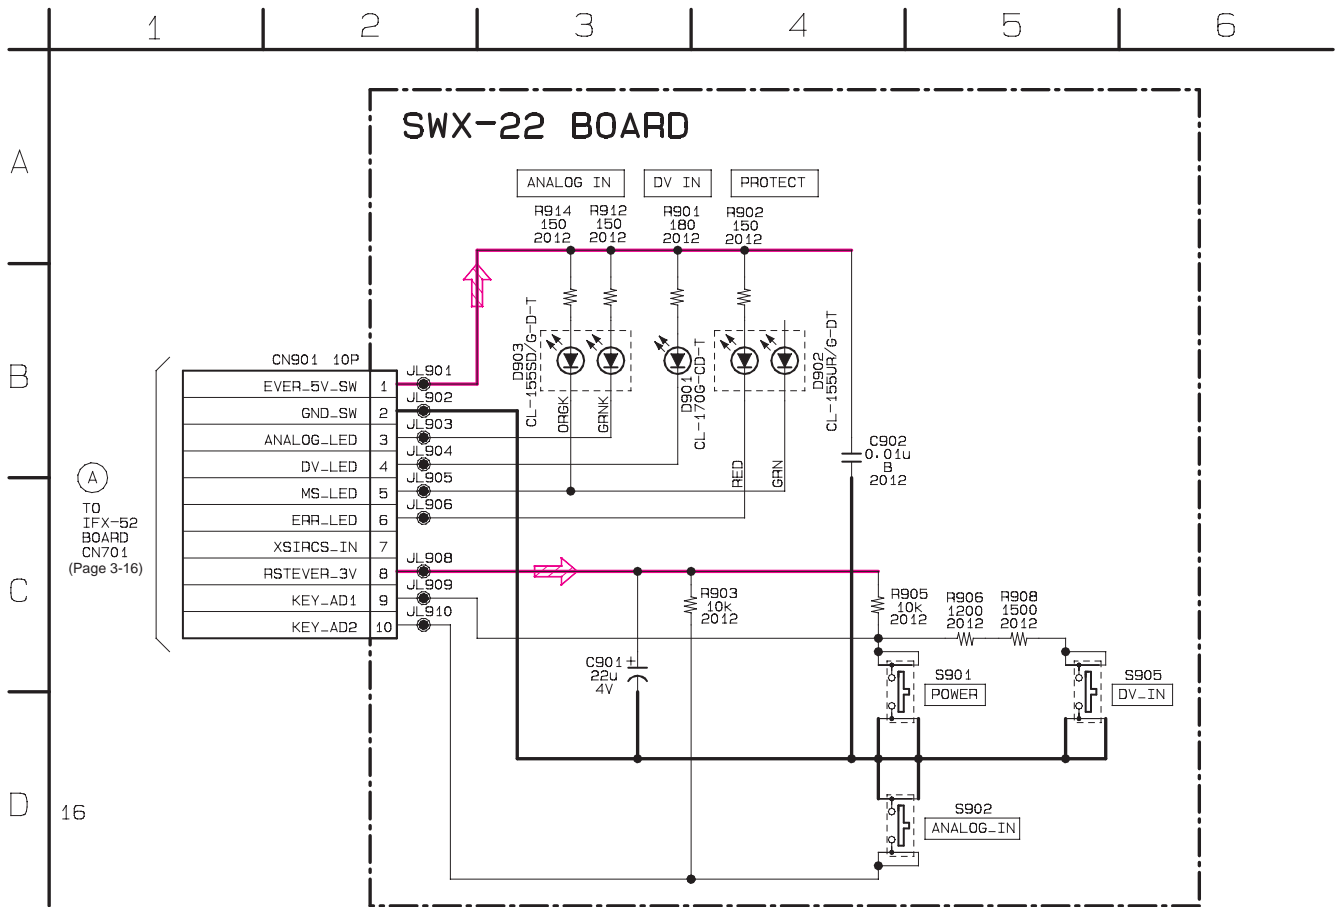 1 2 3 4 5 6
A
B
C
D
16
SWX-22 BOARD
ANALOG IN
DV IN
PROTECT
R914
150
2012
R912
150
2012
R901
180
2012
R902
150
2012
D903
CL-155SD/G-D-T
D901
CL-170G-CD-T
D902
CL-155UR/G-DT
ORGK
GRNK
RED
GRN
C902
0.01u
B
2012
CN901 10P
EVER_5V_SW 1 JL901
GND_SW 2 JL902
ANALOG_LED 3 JL903
DV_LED 4 JL904
MS_LED 5 JL905
ERR_LED 6 JL906
XSIRCS_IN 7
RSTEVER_3V 8 JL908
KEY_AD1 9 JL909
KEY_AD2 10 JL910
A
TO
IFX-52
BOARD
CN701
(Page 3-16)
R903
10k
2012
R905
10k
2012
R906
1200
2012
R908
1500
2012
C901
+
22u
4V
S901
POWER
S905
DV_IN
S902
ANALOG_IN